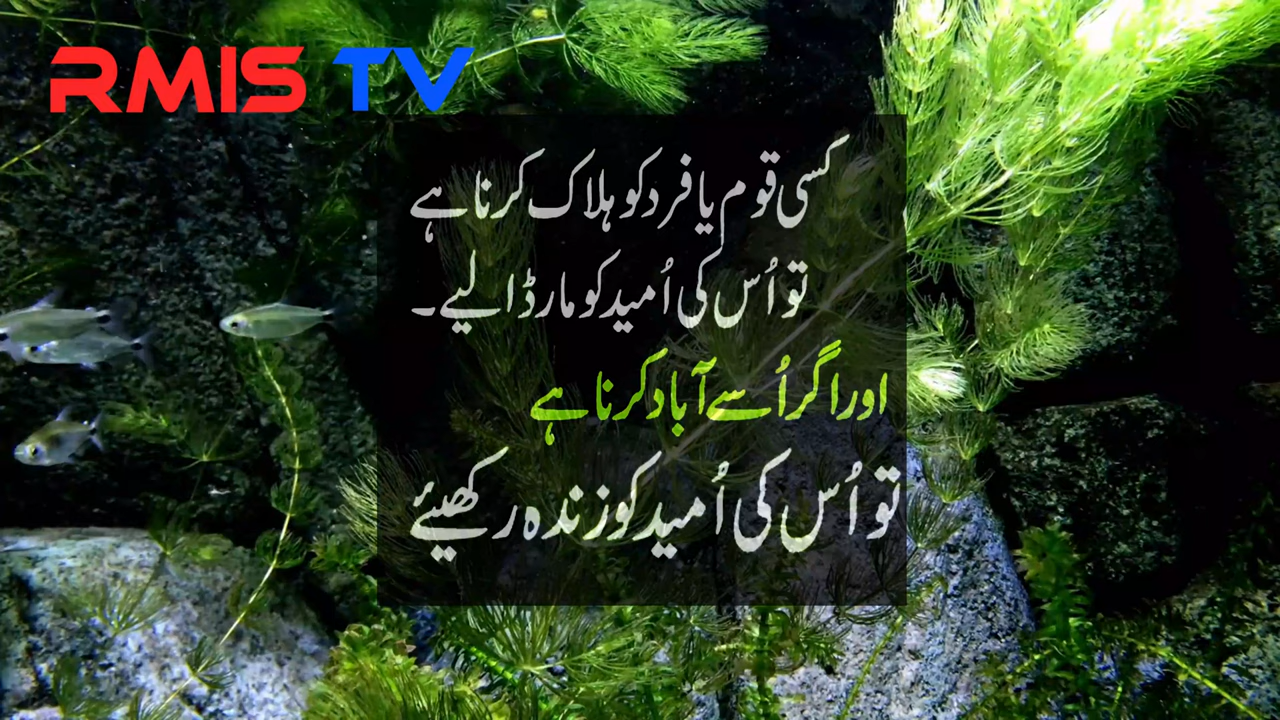 RMIS TV
کسی قوم یا فرد کو ہلاک کرنا ہے
تو اُس کی اُمید کو مار ڈالیے۔
اور اگر اُسے آباد کرنا ہے
تو اُس کی اُمید کو زندہ رکھیئے